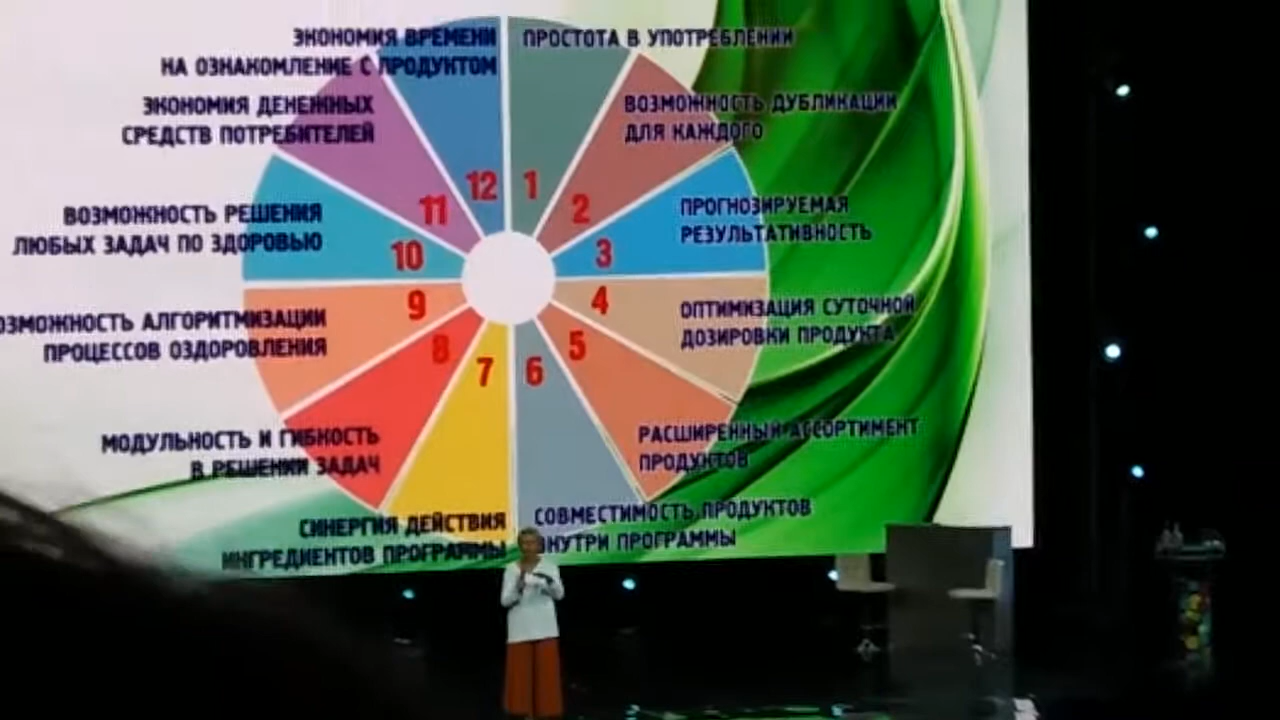 ЭКОНОМИЯ ВРЕМЕНИ
НА ОЗНАКОМЛЕНИЕ С ПРОДУКТОМ
ПРОСТОТА В УПОТРЕБЛЕНИИ
ЭКОНОМИЯ ДЕНЕЖНЫХ
СРЕДСТВ ПОТРЕБИТЕЛЕЙ
ВОЗМОЖНОСТЬ ДУБЛИКАЦИИ
ДЛЯ КАЖДОГО
12
1
11
2
ВОЗМОЖНОСТЬ РЕШЕНИЯ
ЛЮБЫХ ЗАДАЧ ПО ЗДОРОВЬЮ
10
3
ПРОГНОЗИРУЕМАЯ
РЕЗУЛЬТАТИВНОСТЬ
ОЗМОЖНОСТЬ АЛГОРИТМИЗАЦИИ
ПРОЦЕССОВ ОЗДОРОВЛЕНИЯ
9
4
ОПТИМИЗАЦИЯ СУТОЧНОЙ
ДОЗИРОВКИ ПРОДУКТА
8
5
7
6
МОДУЛЬНОСТЬ И ГИБКОСТЬ
В РЕШЕНИИ ЗАДАЧ
РАСШИРЕННЫЙ АССОРТИМЕНТ
ПРОДУКТОВ
СИНЕРГИЯ ДЕЙСТВИЯ
ИНГРЕДИЕНТОВ ПРОГРАММЫ
СОВМЕСТИМОСТЬ ПРОДУКТОВ
ВНУТРИ ПРОГРАММЫ